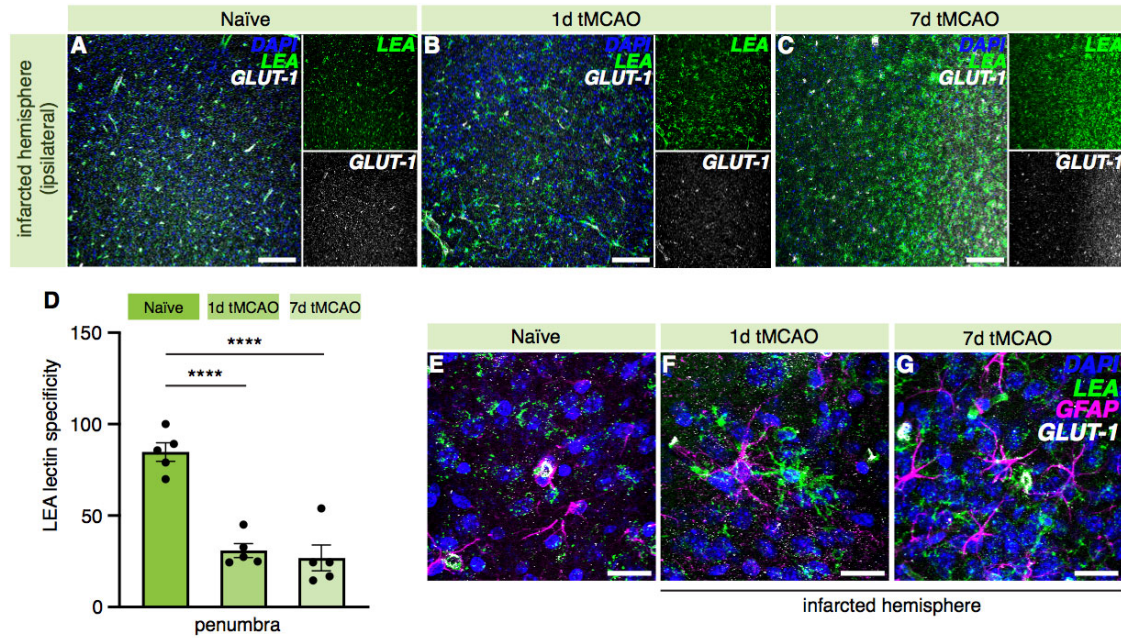 Naïve
1d tMCAO
7d tMCAO
infarcted hemisphere
(ipsilateral)
A
DAPI
LEA
GLUT-1
LEA
GLUT-1
B
DAPI
LEA
GLUT-1
LEA
GLUT-1
C
DAPI
LEA
GLUT-1
LEA
GLUT-1
D
Naïve
1d tMCAO
7d tMCAO
LEA lectin specificity
150
100
50
0
****
****
penumbra
Naïve
1d tMCAO
7d tMCAO
E
F
G
DAPI
LEA
GFAP
GLUT-1
infarcted hemisphere